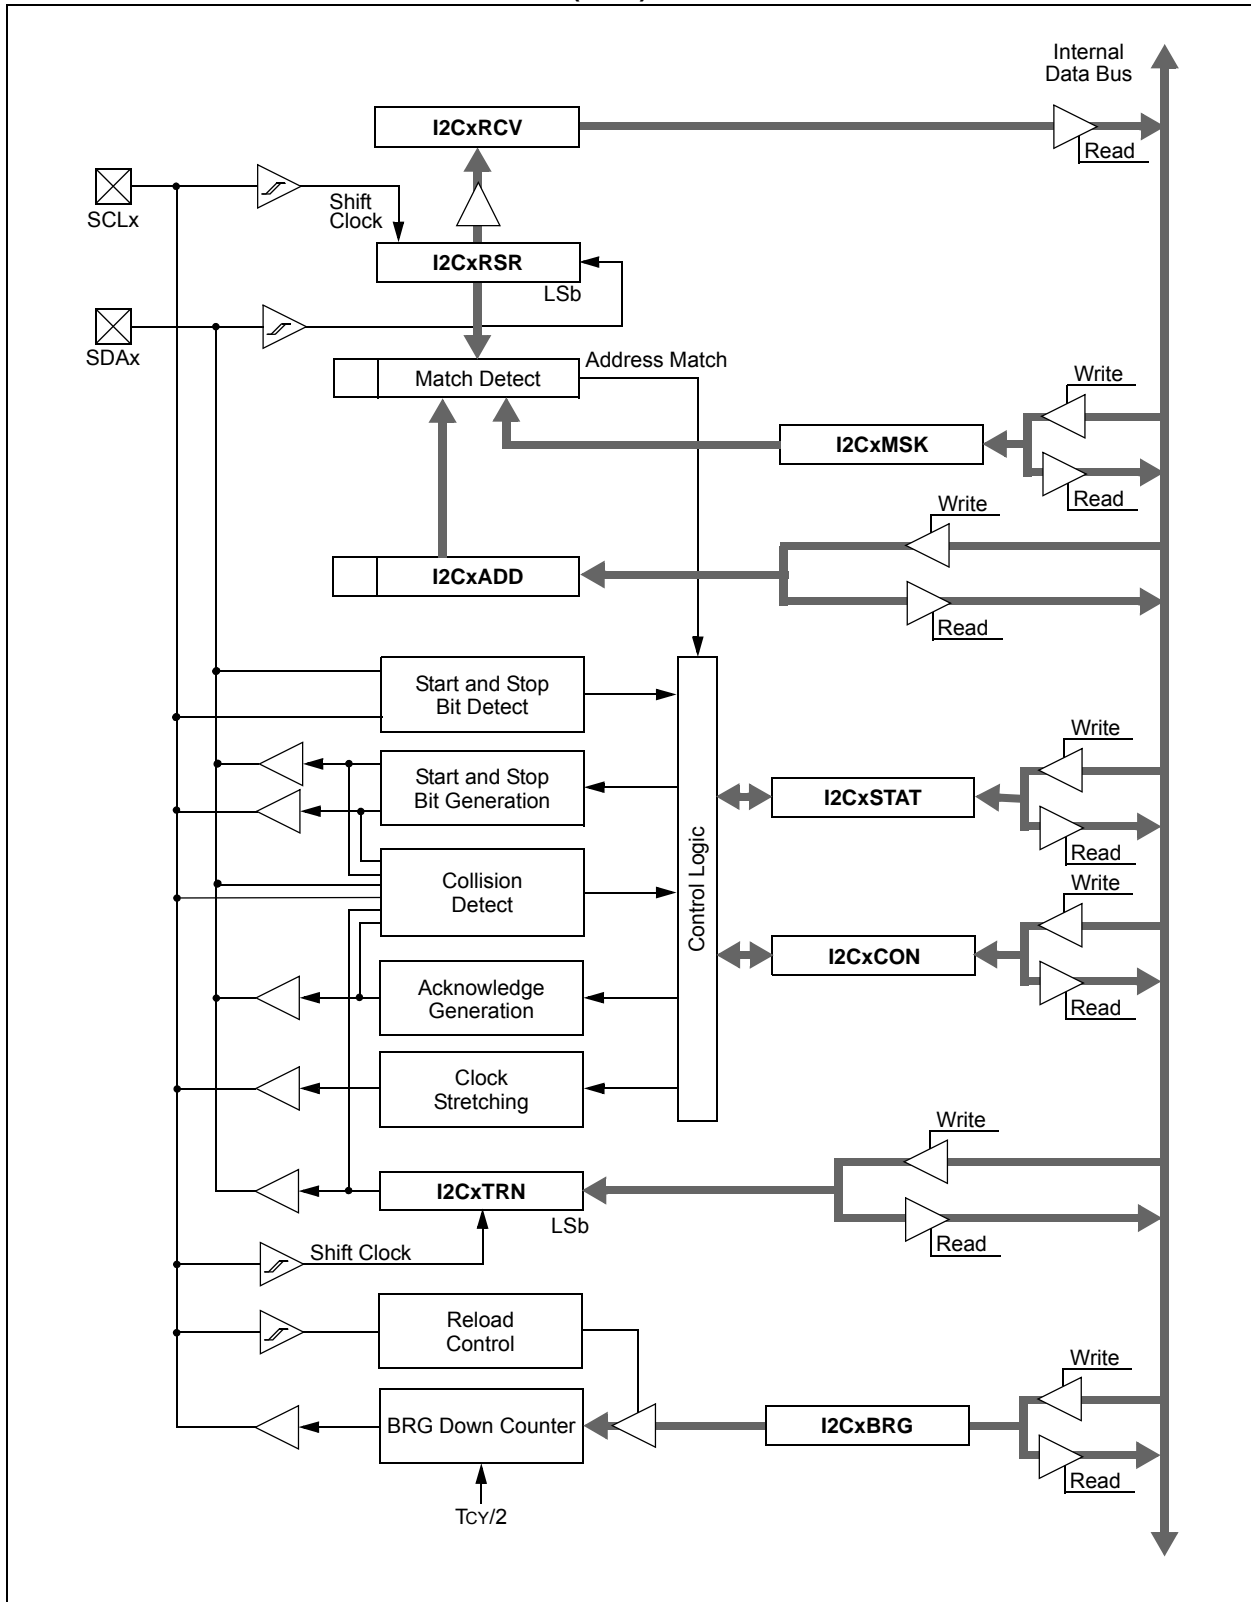 Internal
Data Bus
I2CxRCV
Read
SCLx
Shift
Clock
I2CxRSR
LSb
SDAx
Address Match
Match Detect
Write
I2CxMSK
Read
Write
I2CxADD
Read
Start and Stop
Bit Detect
Write
Start and Stop
Bit Generation
I2CxSTAT
Read
Control Logic
Collision
Detect
Write
I2CxCON
Read
Acknowledge
Generation
Clock
Stretching
Write
I2CxTRN
LSb
Read
Shift Clock
Reload
Control
Write
BRG Down Counter
I2CxBRG
Read
TCY/2